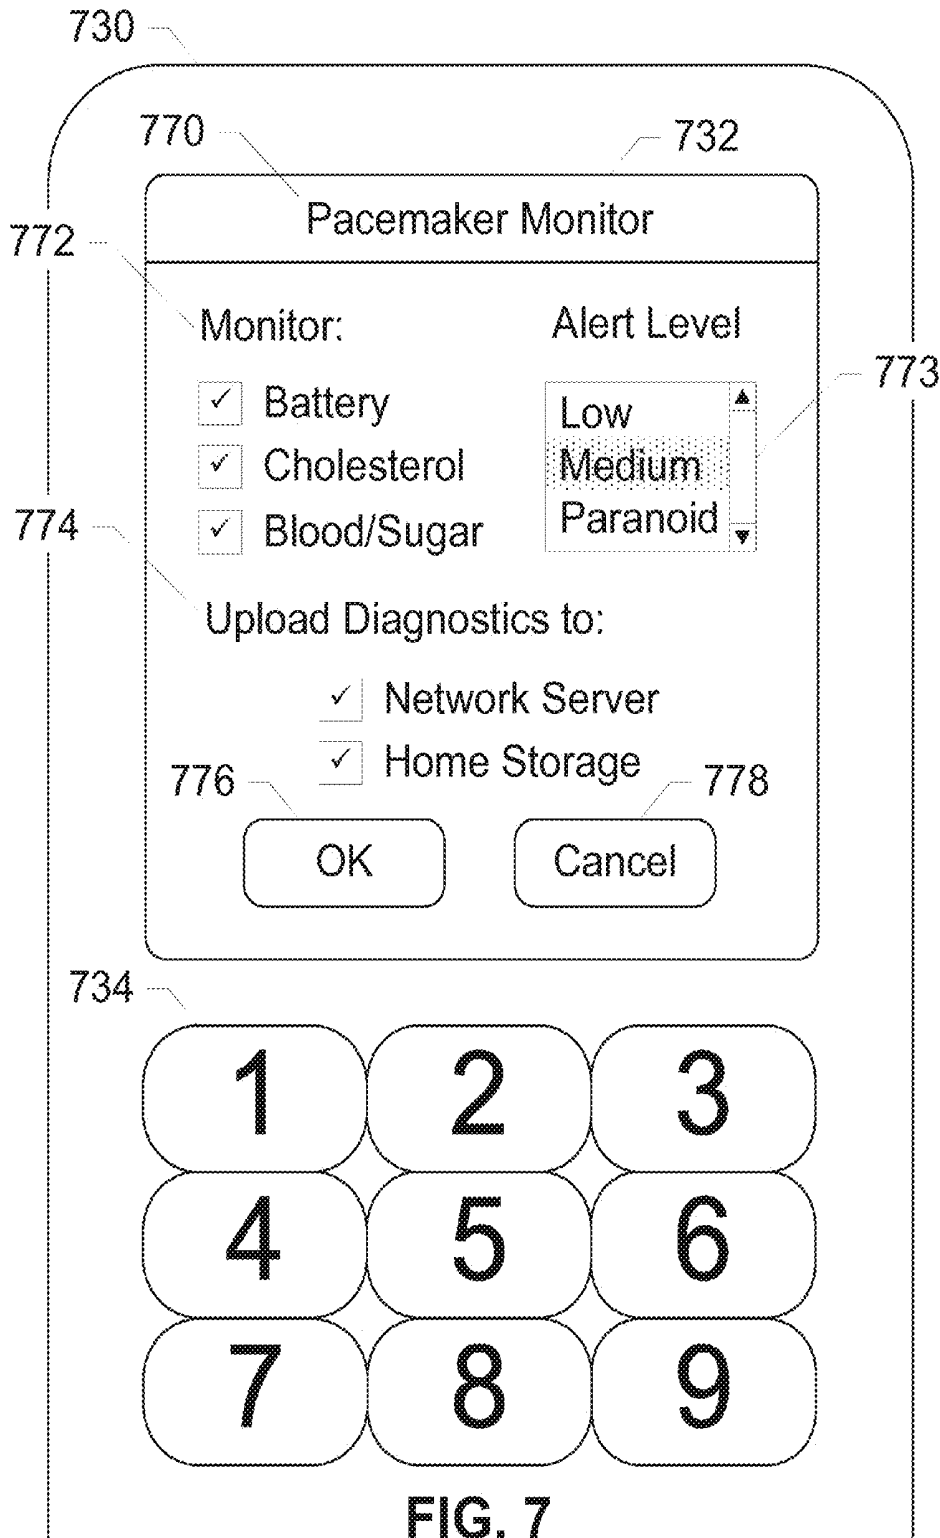 730
770
732
Pacemaker Monitor
772
Monitor:
Alert Level
773
✓ Battery
Low
✓ Cholesterol
Medium
774
✓ Blood/Sugar
Paranoid
Upload Diagnostics to:
✓ Network Server
✓ Home Storage
776
778
OK
Cancel
734
1 2 3
4 5 6
7 8 9
FIG. 7